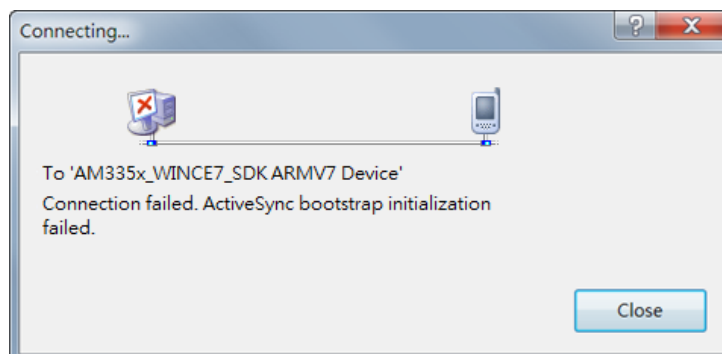 Connecting...
To 'AM335x_WINCE7_SDK ARMV7 Device'
Connection failed. ActiveSync bootstrap initialization
failed.
Close